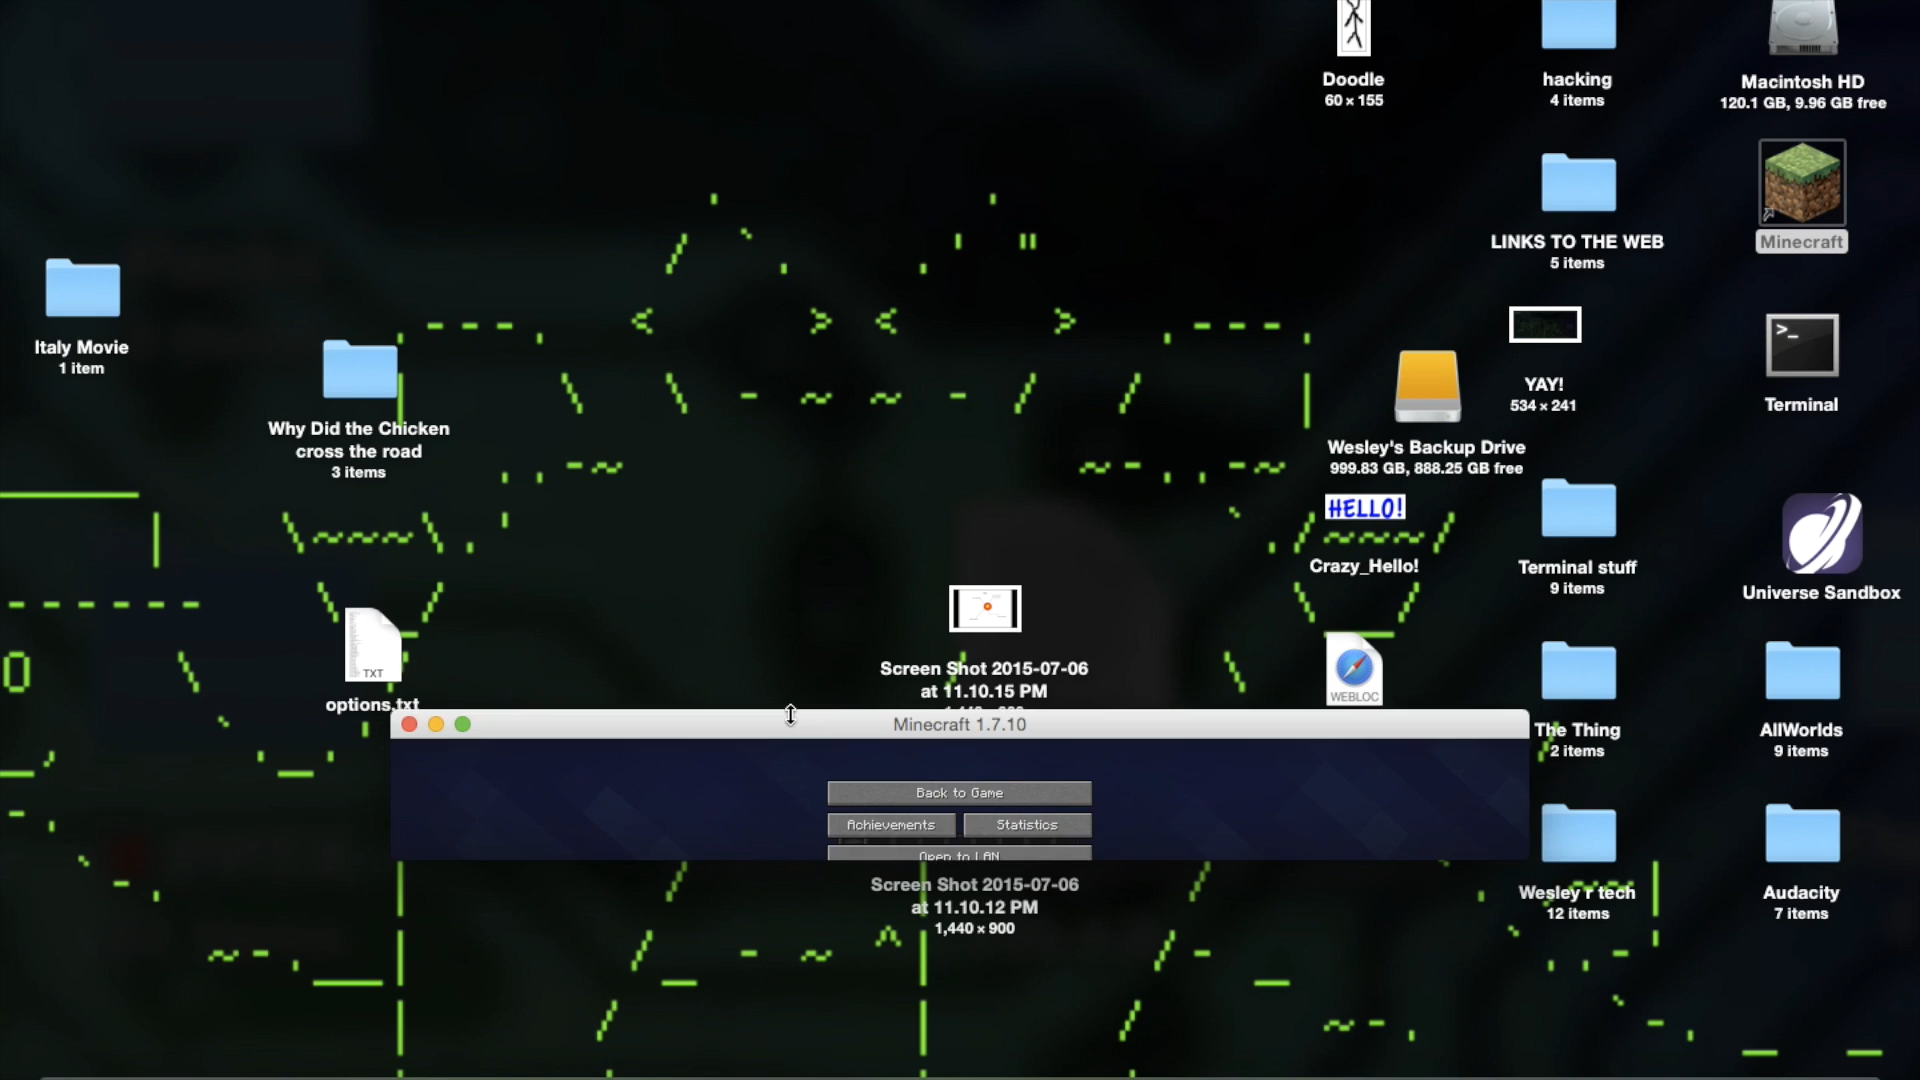 Doodle
60 × 155
hacking
4 items
Macintosh HD
120.1 GB, 9.96 GB free
LINKS TO THE WEB
5 items
Minecraft
Italy Movie
1 item
Why Did the Chicken
cross the road
3 items
YAY!
534 × 241
>_
Terminal
Wesley's Backup Drive
999.83 GB, 888.25 GB free
HELLO!
Crazy_Hello!
Terminal stuff
9 items
Universe Sandbox
TXT
options.txt
Screen Shot 2015-07-06
at 11.10.15 PM
WEBLOC
Minecraft 1.7.10
The Thing
2 items
AllWorlds
9 items
Back to Game
Achievements
Statistics
Open to LAN
Screen Shot 2015-07-06
at 11.10.12 PM
1,440 × 900
Wesley r tech
12 items
Audacity
7 items